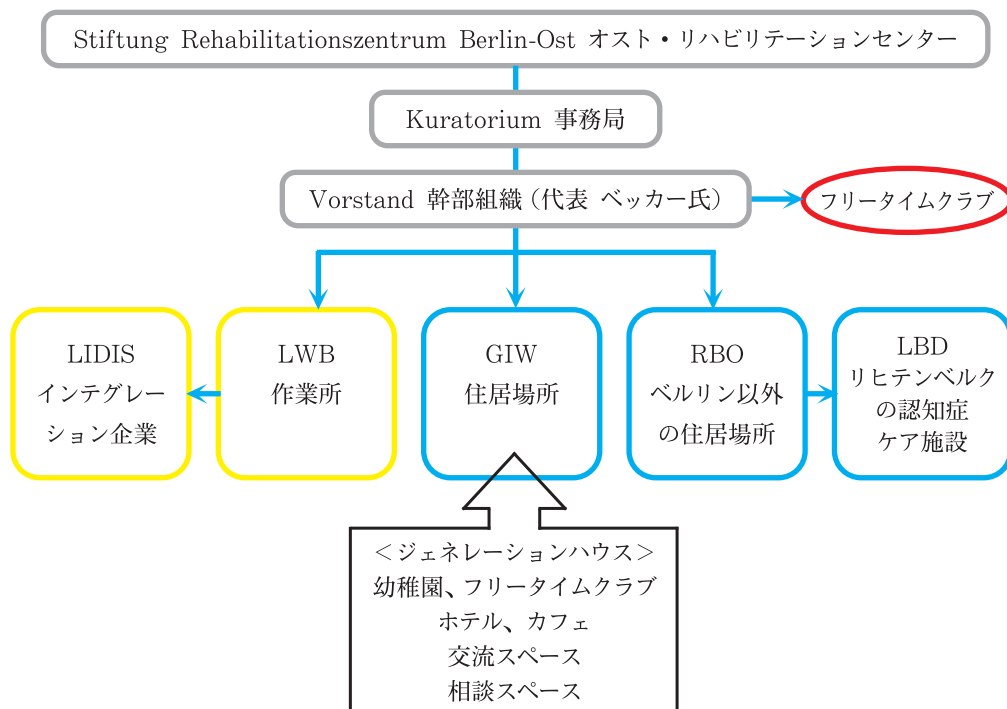 Stiftung Rehabilitationszentrum Berlin-Ost オスト・リハビリテーションセンター
Kuratorium 事務局
Vorstand 幹部組織（代表 ベッカー氏）
フリータイムクラブ
LIDIS
インテグレー
ション企業
LWB
作業所
GIW
住居場所
RBO
ベルリン以外
の住居場所
LBD
リヒテンベルク
の認知症
ケア施設
＜ジェネレーションハウス＞
幼稚園、フリータイムクラブ
ホテル、カフェ
交流スペース
相談スペース